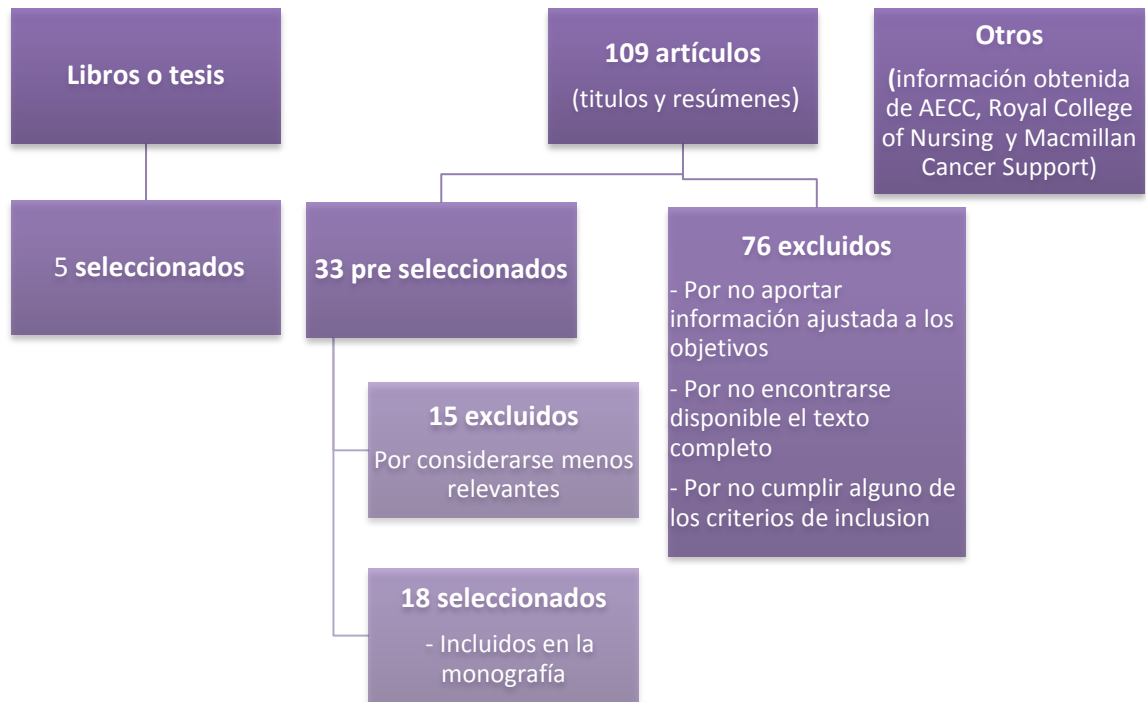 Libros o tesis
5 seleccionados
109 artículos
(titulos y resúmenes)
33 pre seleccionados
15 excluidos
Por considerarse menos
relevantes
18 seleccionados
- Incluidos en la
monografía
76 excluidos
- Por no aportar
información ajustada a los
objetivos
- Por no encontrarse
disponible el texto
completo
- Por no cumplir alguno de
los criterios de inclusion
Otros
(información obtenida
de AECC, Royal College
of Nursing y Macmillan
Cancer Support)